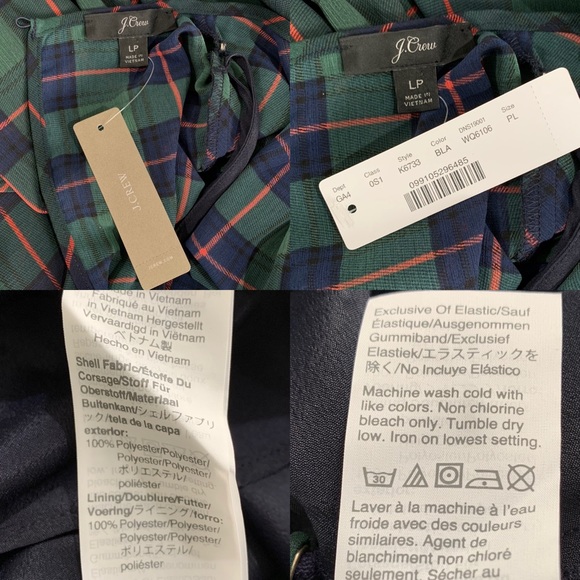 J.Crew
LP
MADE IN
VIETNAM
J.CREW
J.Crew
LP
MADE IN
VIETNAM
Dept Class Style Color DNS19001 Size
GA4 0S1 K6733 BLA WQ6106 PL
099105296485
in Vietnam
Fabriqué au Vietnam
In Vietnam Hergestellt
Vervaardigd in Viëtnam
ベトナム製
Hecho en Vietnam
Shell Fabric/Étoffe Du
Corsage/Stoff Für
Oberstoff/Materiaal
Buitenkant/シェルファブリ
ック/tela de la capa
exterior:
100% Polyester/Polyester/
Polyester/Polyester/
ポリエステル/
poliéster
Lining/Doublure/Futter/
Voering/ライニング/forro:
100% Polyester/Polyester/
Polyester/Polyester/
ポリエステル/
poliéster
Exclusive Of Elastic/Sauf
Élastique/Ausgenommen
Gummiband/Exclusief
Elastiek/エラスティックを
除く/No Incluye Elástico
Machine wash cold with
like colors. Non chlorine
bleach only. Tumble dry
low. Iron on lowest setting.
30
Laver à la machine à l'eau
froide avec des couleurs
similaires. Agent de
blanchiment non chloré
seulement. Sécher au